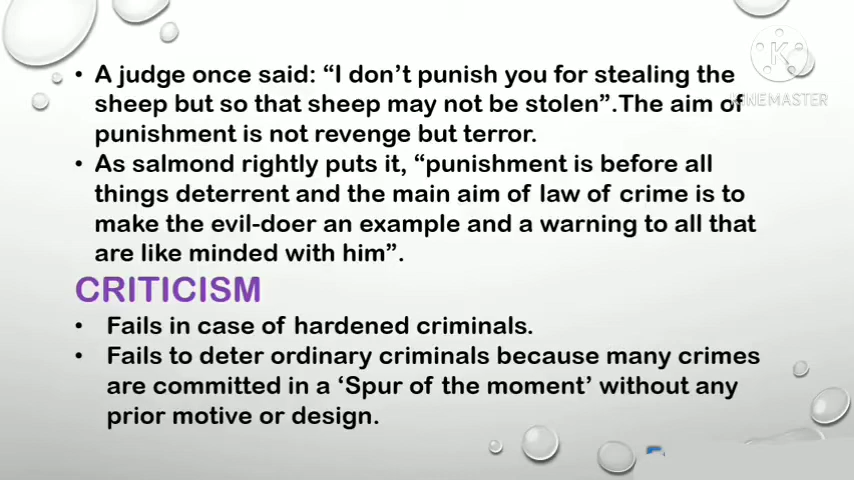 • A judge once said: “I don’t punish you for stealing the
sheep but so that sheep may not be stolen”.The aim of
punishment is not revenge but terror.
• As salmond rightly puts it, “punishment is before all
things deterrent and the main aim of law of crime is to
make the evil-doer an example and a warning to all that
are like minded with him”.
CRITICISM
• Fails in case of hardened criminals.
• Fails to deter ordinary criminals because many crimes
are committed in a ‘Spur of the moment’ without any
prior motive or design.
K
KINEMASTER